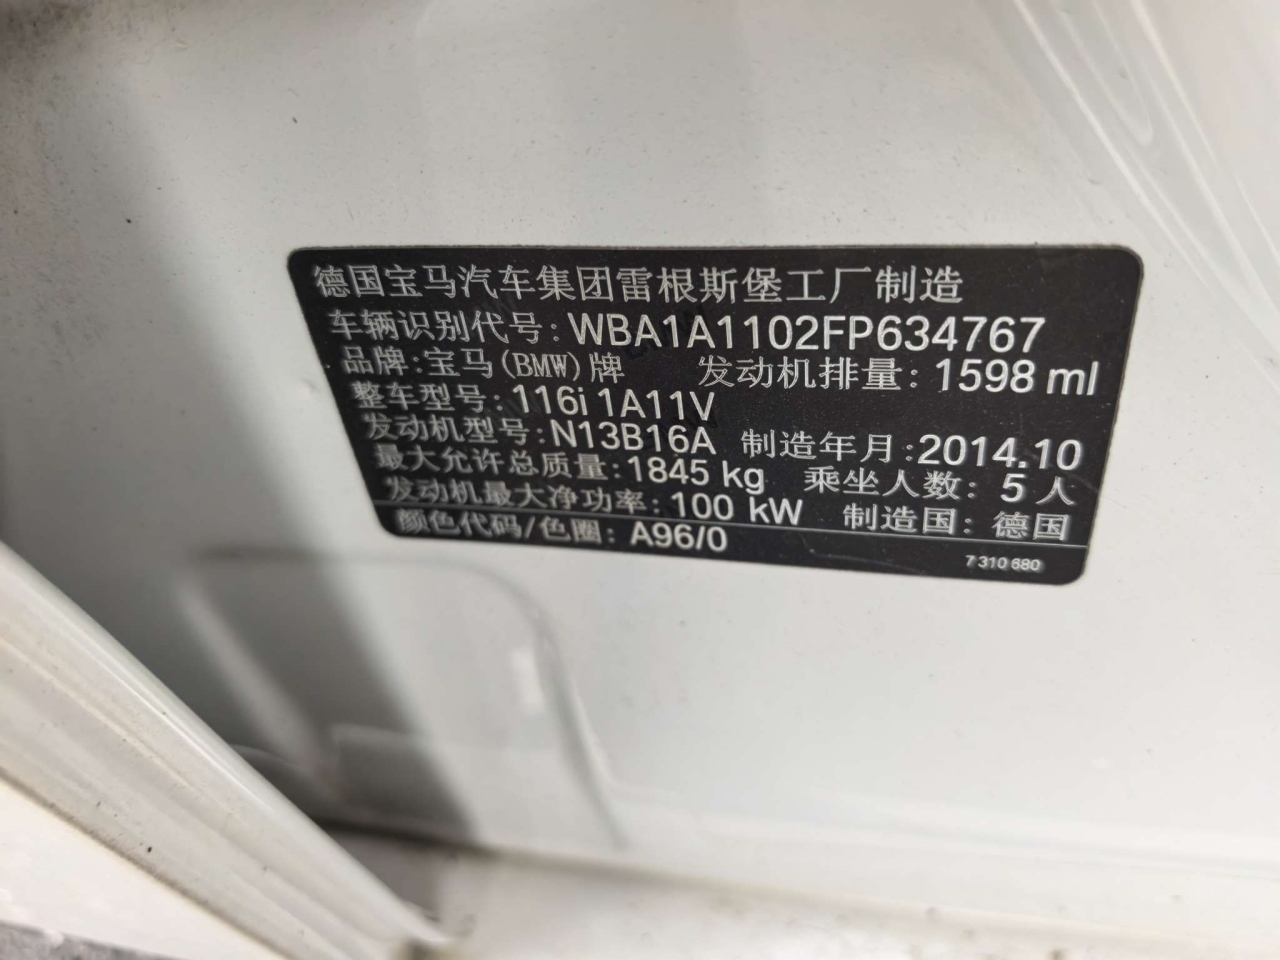 德国宝马汽车集团雷根斯堡工厂制造
车辆识别代号: WBA1A1102FP634767
品牌: 宝马(BMW)牌 发动机排量: 1598 ml
整车型号: 116i 1A11V
发动机型号: N13B16A 制造年月: 2014.10
最大允许总质量: 1845 kg 乘坐人数: 5 人
发动机最大净功率: 100 kW 制造国: 德国
颜色代码/色圈: A96/0
7 310 680